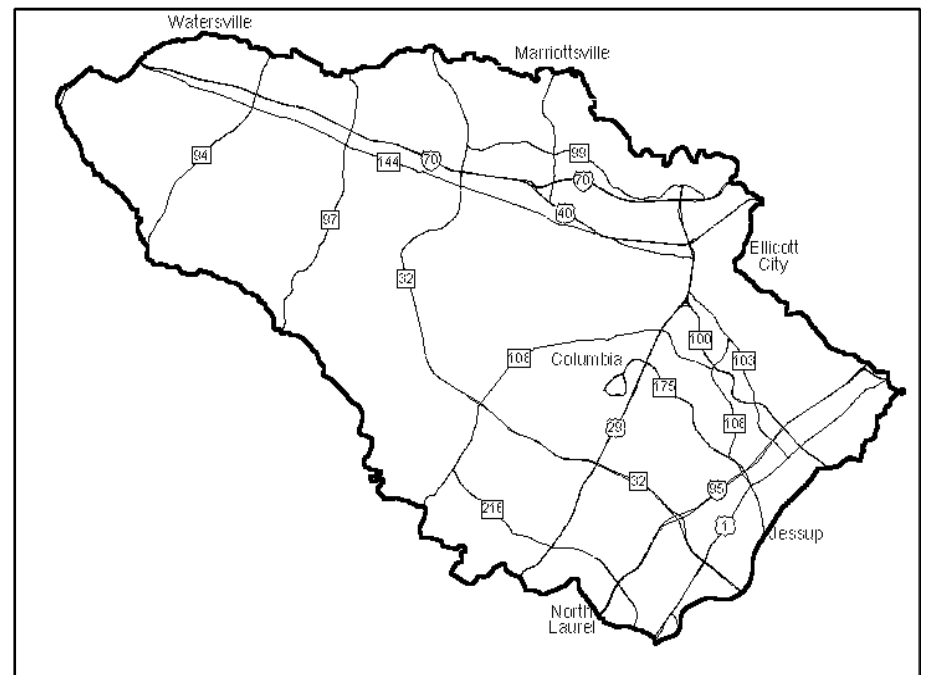 Watersville
Marriottsville
99
94
144
70
70
40
97
Ellicott
City
32
100
108
Columbia
103
175
108
29
32
95
216
1
Jessup
North
Laurel